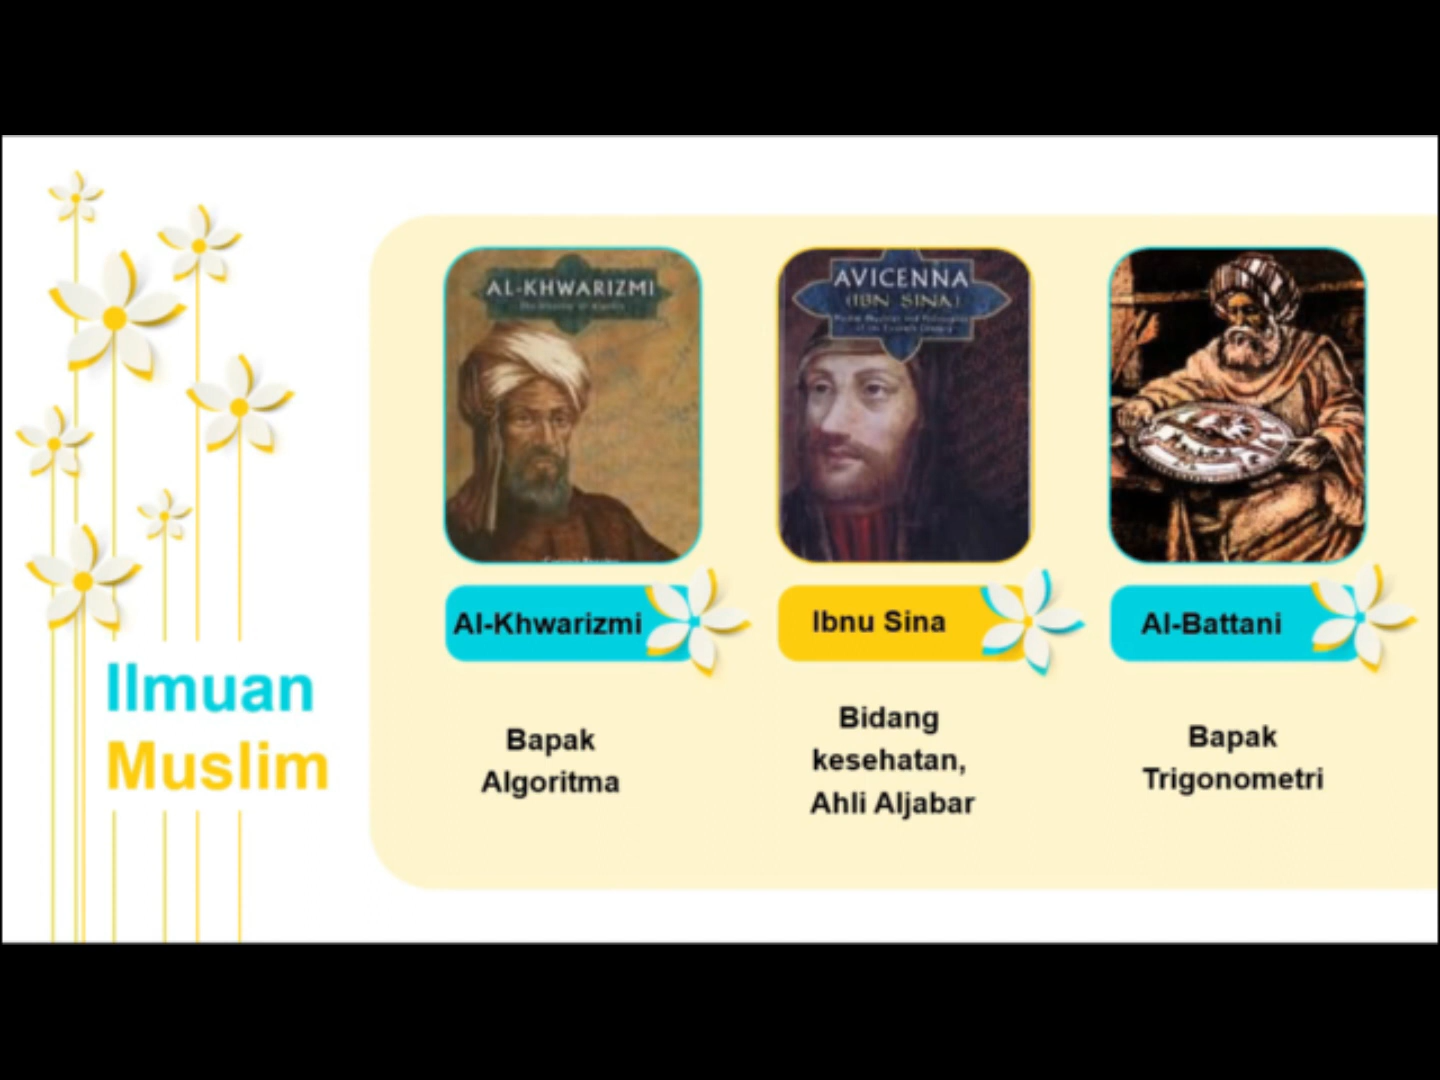 Ilmuan
Muslim
AL-KHWARIZMI
AVICENNA
(IBN SINA)
Al-Khwarizmi
Ibnu Sina
Al-Battani
Bapak
Algoritma
Bidang
kesehatan,
Ahli Aljabar
Bapak
Trigonometri